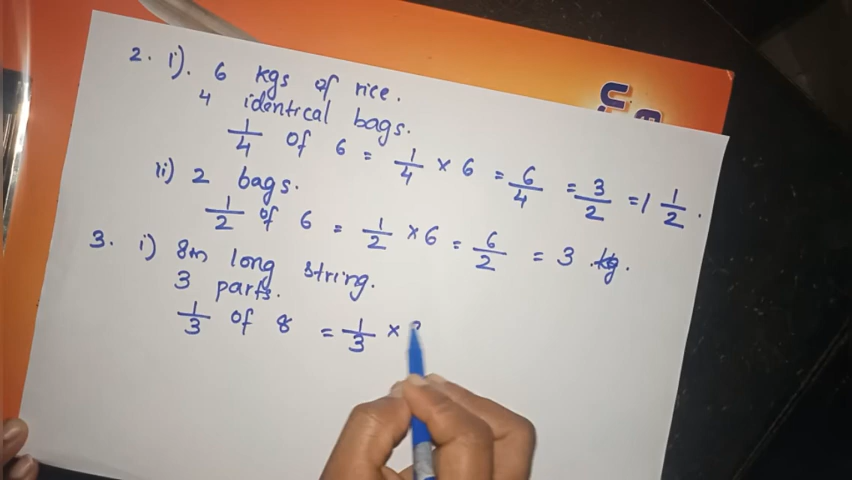 2. i). 6 kgs of rice.
4 identical bags.
1/4 of 6 = 1/4 × 6 = 6/4 = 3/2 = 1 1/2.
ii) 2 bags.
1/2 of 6 = 1/2 × 6 = 6/2 = 3 kg.
3. i) 8m long string.
3 parts.
1/3 of 8 = 1/3 ×